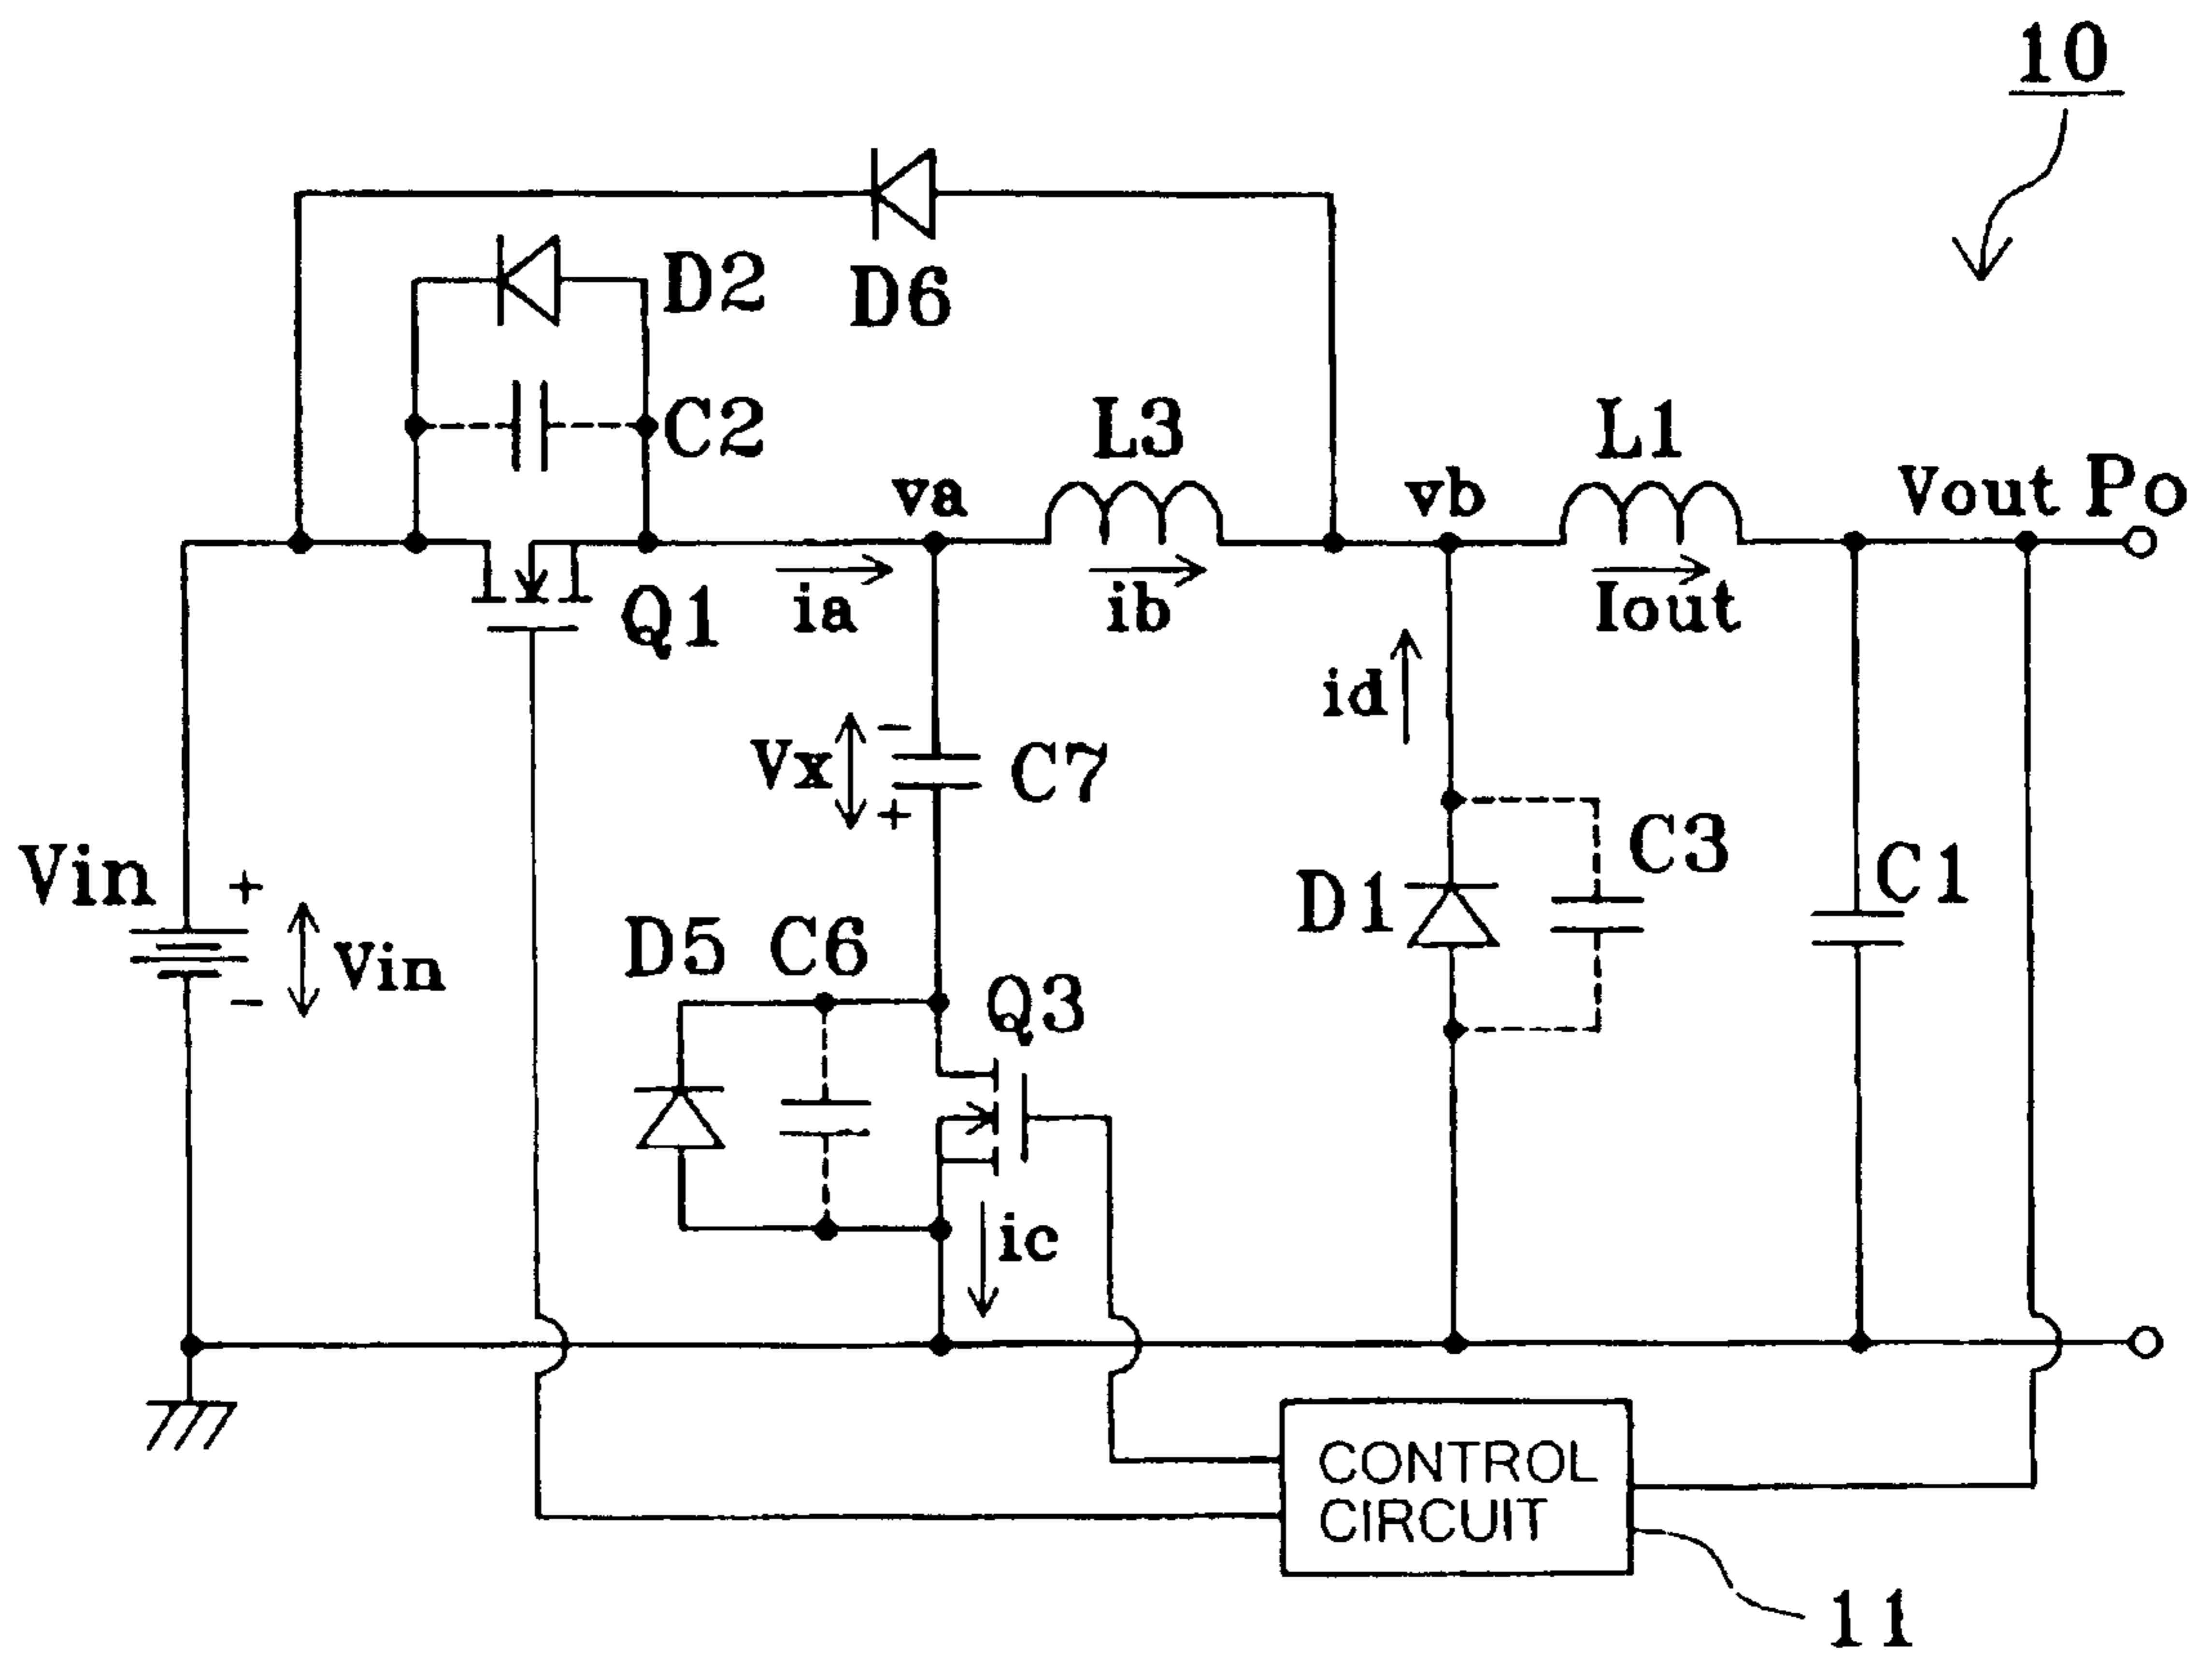 10
D2
D6
C2
L3
L1
va
vb
Vout Po
Q1
ia
ib
Iout
id
Vx
−
+
C7
C3
Vin
+
−
Vin
D1
C1
D5 C6
Q3
ic
CONTROL
CIRCUIT
11